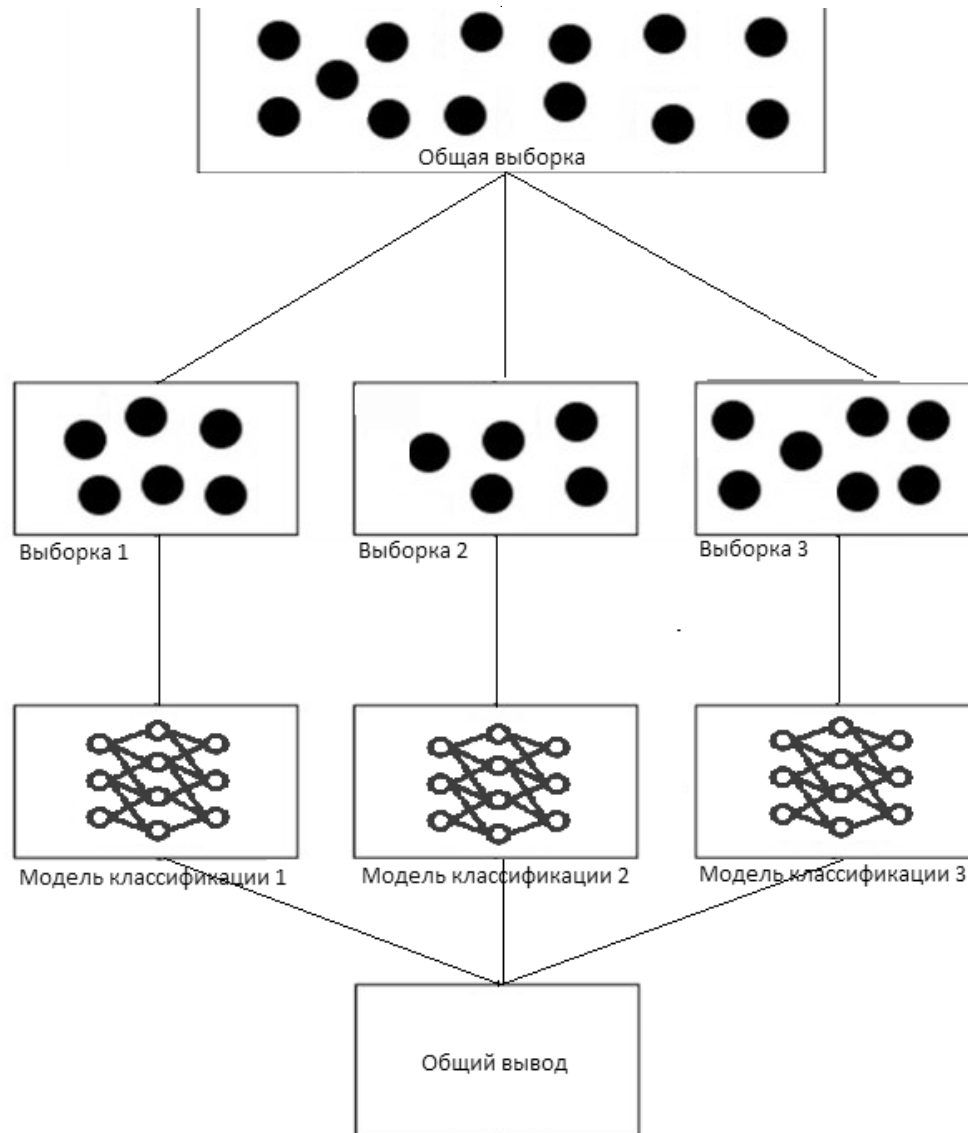 Общая выборка
Выборка 1
Выборка 2
Выборка 3
Модель классификации 1
Модель классификации 2
Модель классификации 3
Общий вывод